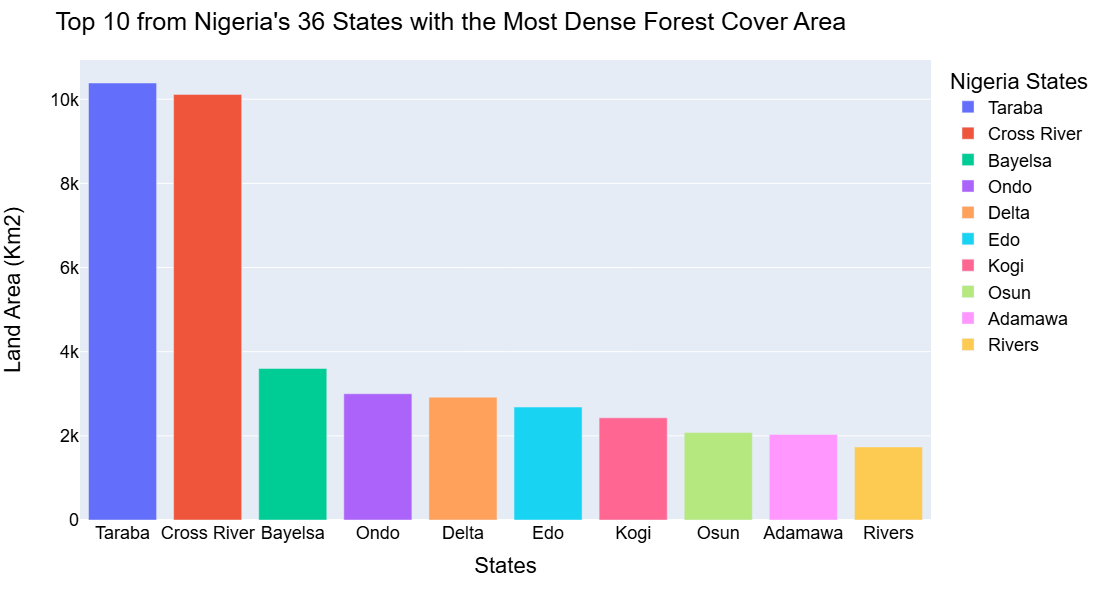 Top 10 from Nigeria's 36 States with the Most Dense Forest Cover Area
Land Area (Km2)
10k
8k
6k
4k
2k
0
Taraba Cross River Bayelsa Ondo Delta Edo Kogi Osun Adamawa Rivers
States
Nigeria States
Taraba
Cross River
Bayelsa
Ondo
Delta
Edo
Kogi
Osun
Adamawa
Rivers